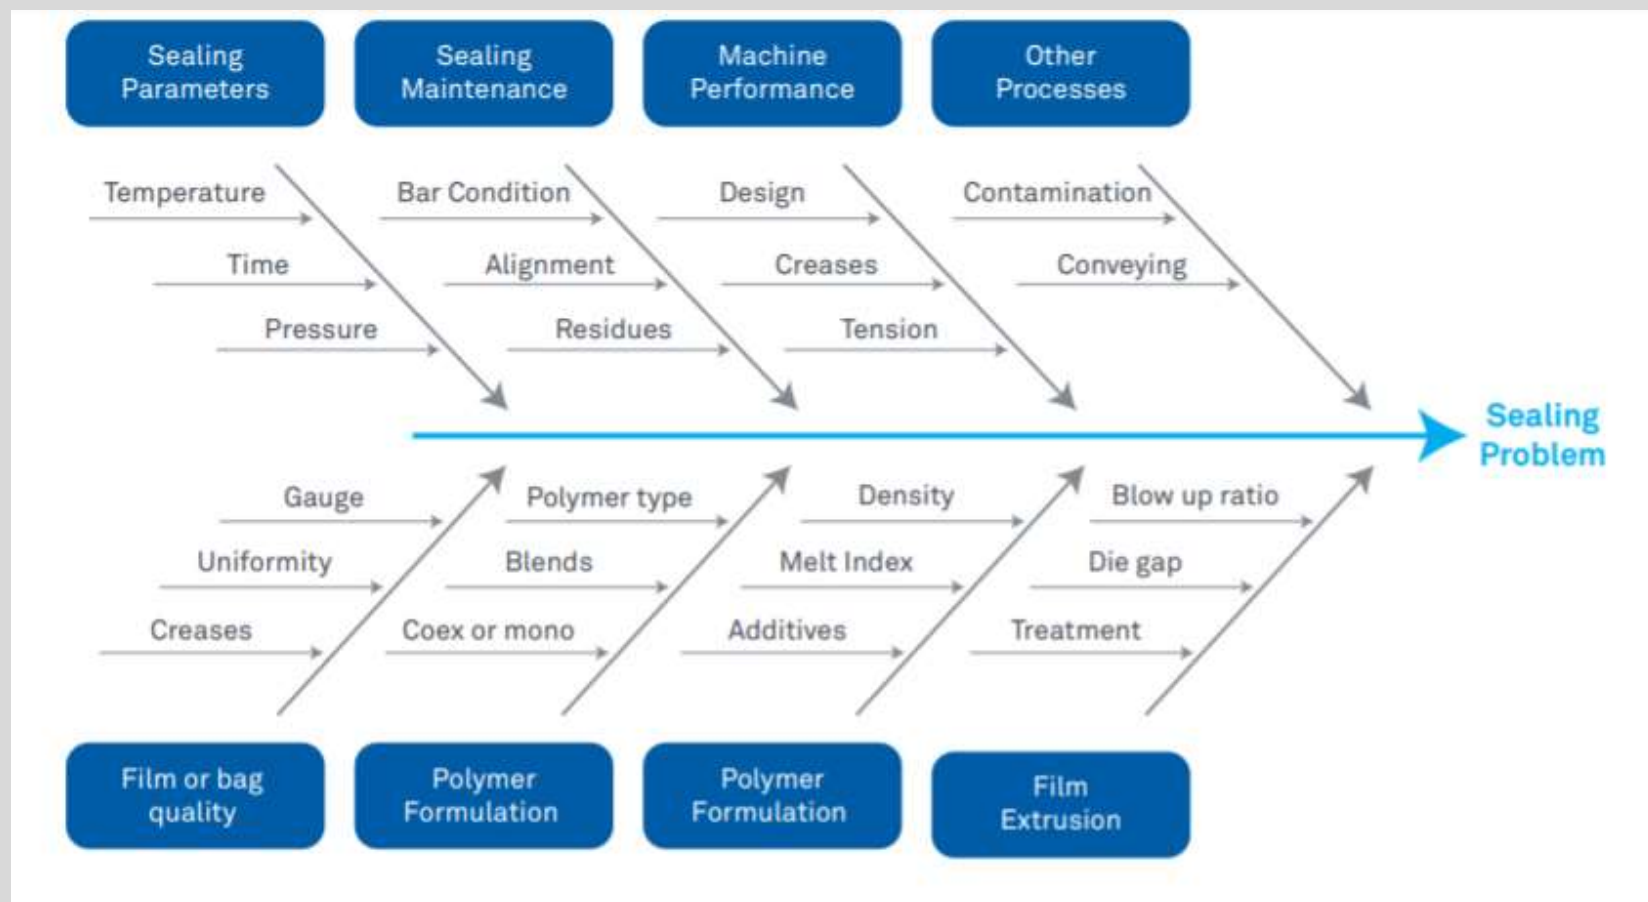 Sealing
Parameters
Sealing
Maintenance
Machine
Performance
Other
Processes
Temperature
Time
Pressure
Bar Condition
Alignment
Residues
Design
Creases
Tension
Contamination
Conveying
Sealing
Problem
Gauge
Uniformity
Creases
Polymer type
Blends
Coex or mono
Density
Melt Index
Additives
Blow up ratio
Die gap
Treatment
Film or bag
quality
Polymer
Formulation
Polymer
Formulation
Film
Extrusion